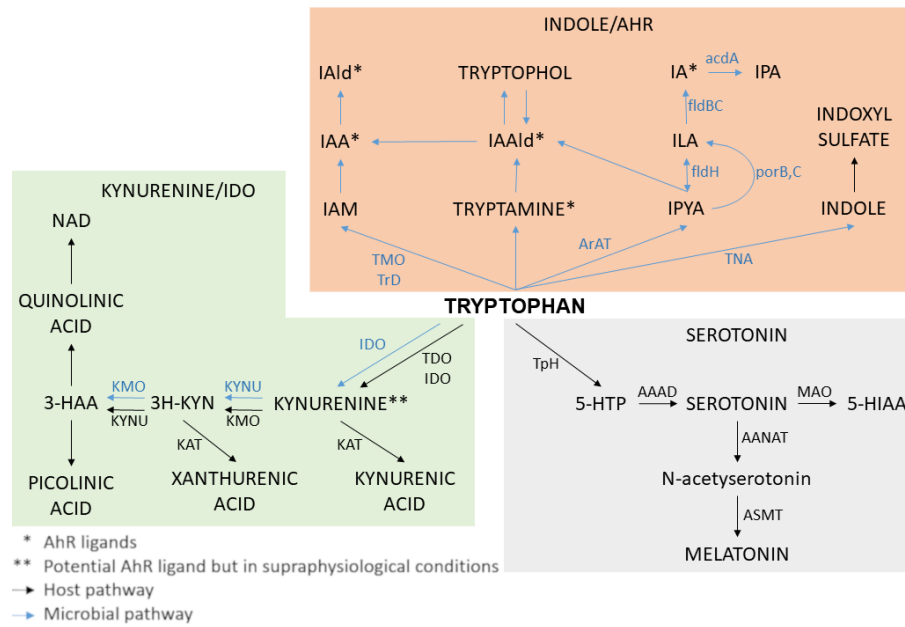 INDOLE/AHR
IAld*
TRYPTOPHOL
IA*
acdA
IPA
fldBC
INDOXYL
SULFATE
IAA*
IAAld*
ILA
fldH
porB,C
IAM
TRYPTAMINE*
IPYA
INDOLE
TMO
TrD
ArAT
TNA
TRYPTOPHAN
KYNURENINE/IDO
NAD
QUINOLINIC
ACID
IDO
TDO
IDO
3-HAA
KMO
KYNU
3H-KYN
KYNU
KMO
KYNURENINE**
KAT
KAT
PICOLINIC
ACID
XANTHURENIC
ACID
KYNURENIC
ACID
SEROTONIN
TpH
5-HTP
AAAD
SEROTONIN
MAO
5-HIAA
AANAT
N-acetyserotonin
ASMT
MELATONIN
* AhR ligands
** Potential AhR ligand but in supraphysiological conditions
Host pathway
Microbial pathway